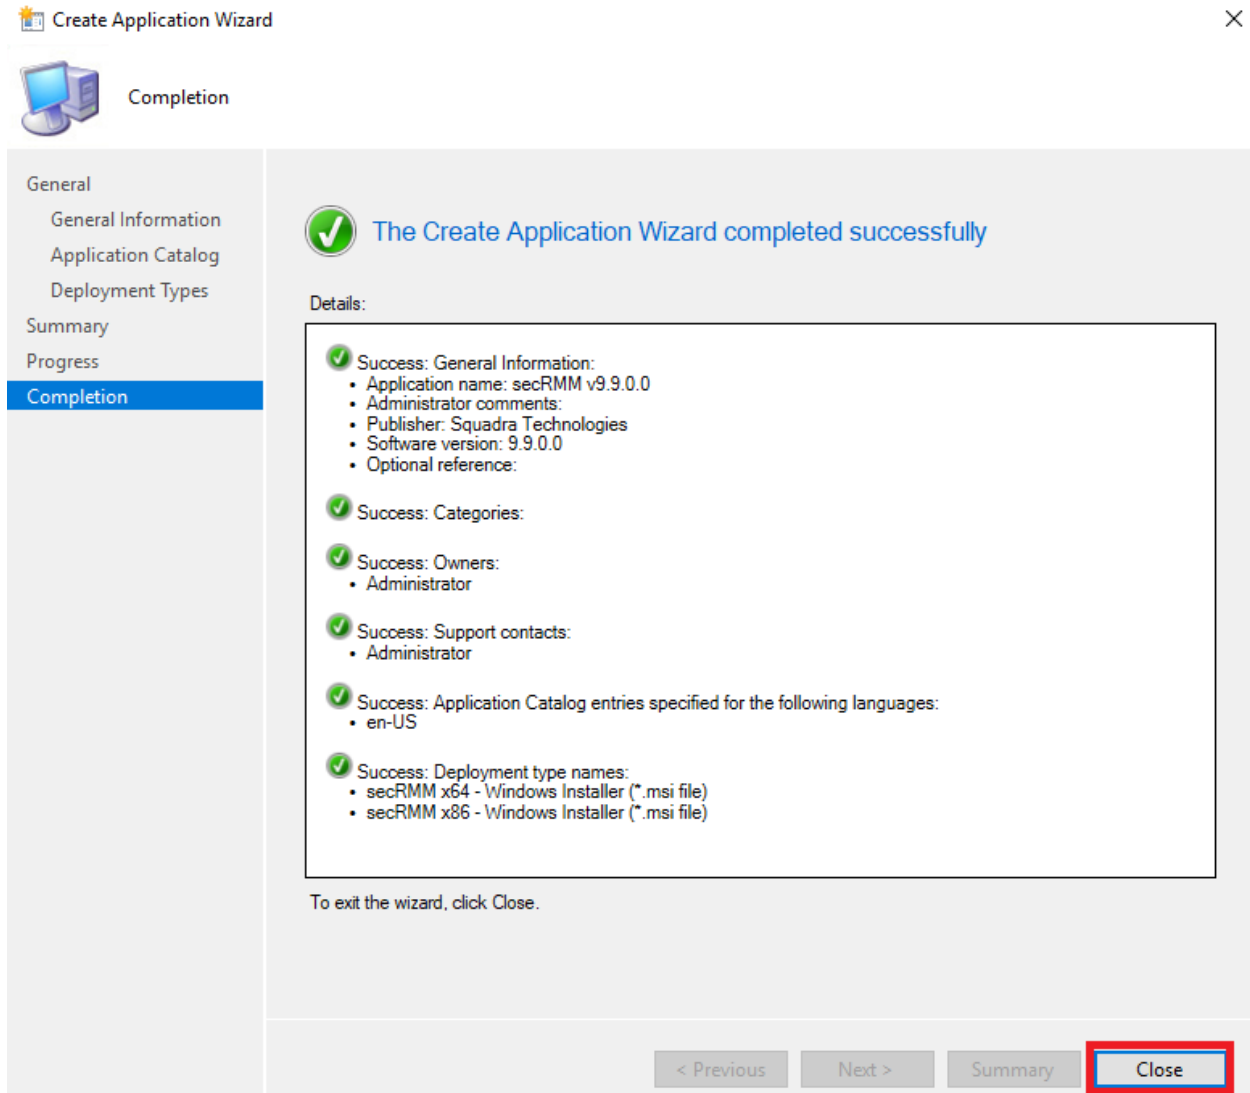 Create Application Wizard
Completion
General
General Information
Application Catalog
Deployment Types
Summary
Progress
Completion
The Create Application Wizard completed successfully
Details:
Success: General Information:
• Application name: secRMM v9.9.0.0
• Administrator comments:
• Publisher: Squadra Technologies
• Software version: 9.9.0.0
• Optional reference:
Success: Categories:
Success: Owners:
• Administrator
Success: Support contacts:
• Administrator
Success: Application Catalog entries specified for the following languages:
• en-US
Success: Deployment type names:
• secRMM x64 - Windows Installer (*.msi file)
• secRMM x86 - Windows Installer (*.msi file)
To exit the wizard, click Close.
< Previous
Next >
Summary
Close